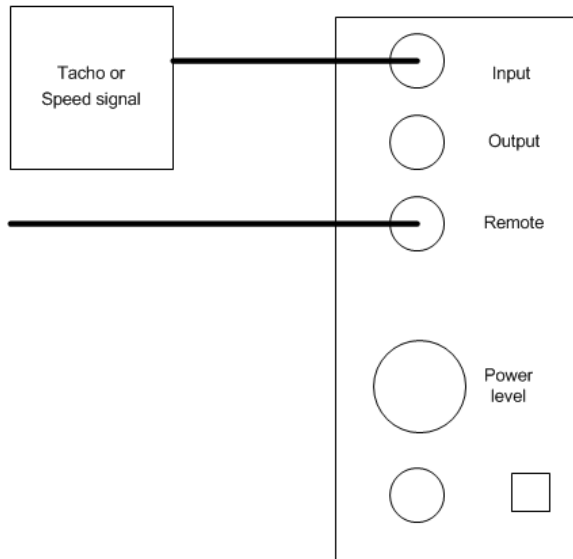 Tacho or
Speed signal
Input
Output
Remote
Power
level